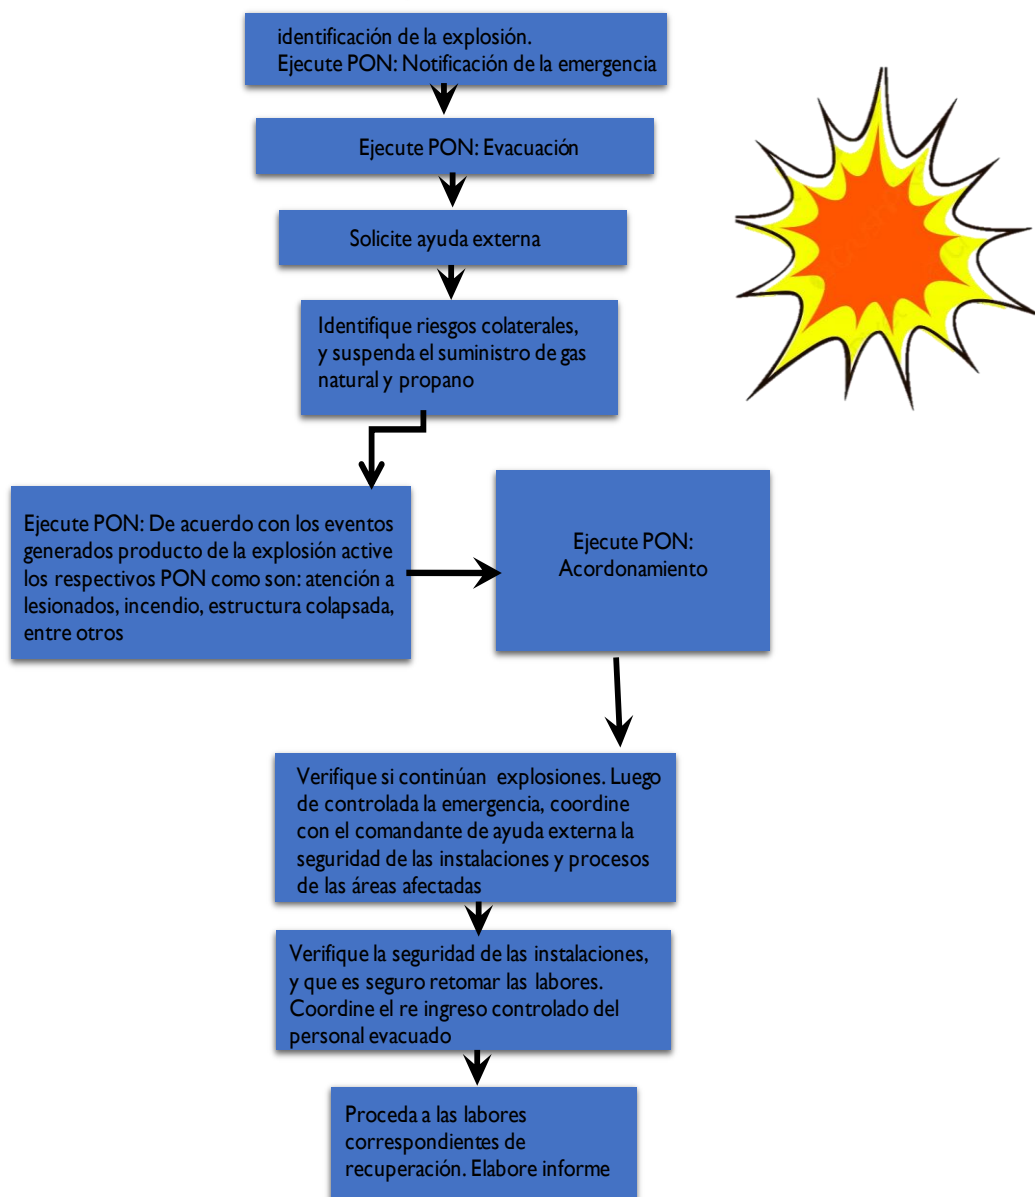 identificación de la explosión.
Ejecute PON: Notificación de la emergencia
Ejecute PON: Evacuación
Solicite ayuda externa
Identifique riesgos colaterales,
y suspenda el suministro de gas
natural y propano
Ejecute PON: De acuerdo con los eventos
generados producto de la explosión active
los respectivos PON como son: atención a
lesionados, incendio, estructura colapsada,
entre otros
Ejecute PON:
Acordonamiento
Verifique si continúan explosiones. Luego
de controlada la emergencia, coordine
con el comandante de ayuda externa la
seguridad de las instalaciones y procesos
de las áreas afectadas
Verifique la seguridad de las instalaciones,
y que es seguro retomar las labores.
Coordine el re ingreso controlado del
personal evacuado
Proceda a las labores
correspondientes de
recuperación. Elabore informe